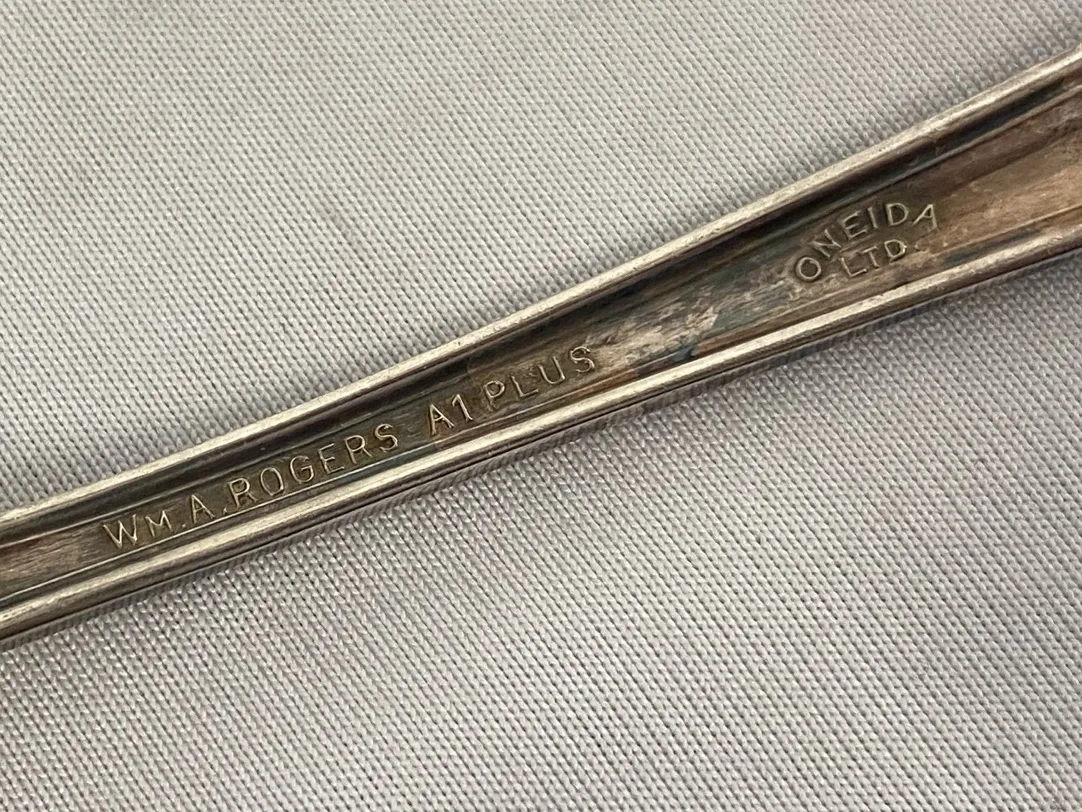 WM.A.ROGERS A1 PLUS
ONEIDA
LTD.